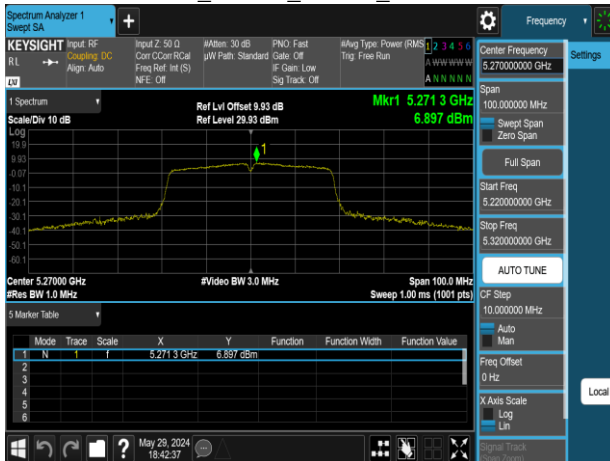 Spectrum Analyzer 1
Swept SA
Frequency
KEYSIGHT
RL
Input: RF
Coupling: DC
Align: Auto
LXI
Input Z: 50 Ω
Corr CCorr RCal
Freq Ref: Int (S)
NFE: Off
#Atten: 30 dB
µW Path: Standard
PNO: Fast
Gate: Off
IF Gain: Low
Sig Track: Off
#Avg Type: Power (RMS
Trig: Free Run
1 2 3 4 5 6
A W W W W W
A N N N N N
1 Spectrum
Scale/Div 10 dB
Ref Lvl Offset 9.93 dB
Ref Level 29.93 dBm
Mkr1 5.271 3 GHz
6.897 dBm
Log
19.9
9.93
-0.07
-10.1
-20.1
-30.1
-40.1
-50.1
-60.1
1
Center 5.27000 GHz
#Res BW 1.0 MHz
#Video BW 3.0 MHz
Span 100.0 MHz
Sweep 1.00 ms (1001 pts)
5 Marker Table
Mode Trace Scale X Y Function Function Width Function Value
1 N 1 f 5.271 3 GHz 6.897 dBm
2
3
4
5
6
May 29, 2024
18:42:37
?
Center Frequency
5.270000000 GHz
Span
100.000000 MHz
Swept Span
Zero Span
Full Span
Start Freq
5.220000000 GHz
Stop Freq
5.320000000 GHz
AUTO TUNE
CF Step
10.000000 MHz
Auto
Man
Freq Offset
0 Hz
X Axis Scale
Log
Lin
Signal Track
(Span Zoom)
Settings
Local